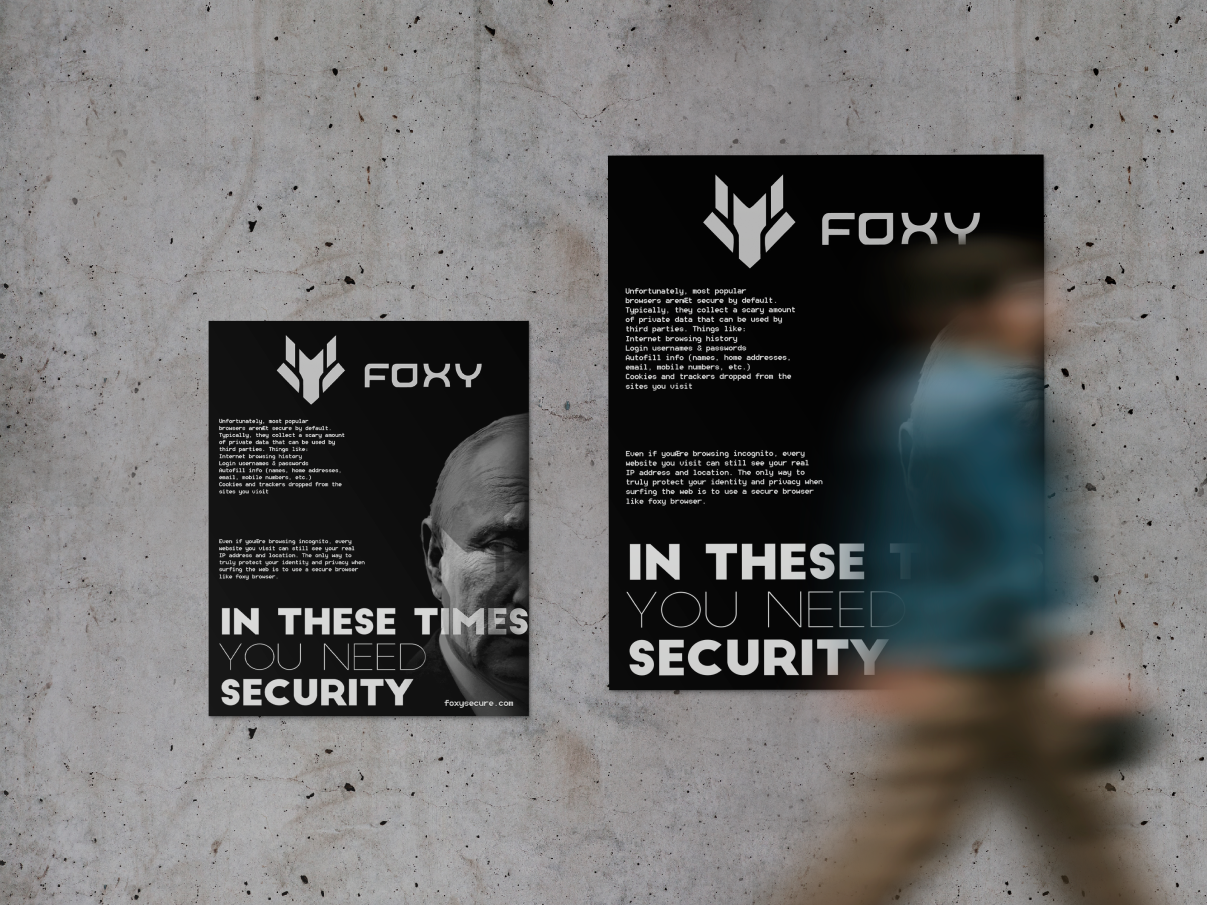 FOXY
Unfortunately, most popular
browsers arenÆt secure by default.
Typically, they collect a scary amount
of private data that can be used by
third parties. Things like:
Internet browsing history
Login usernames & passwords
Autofill info (names, home addresses,
email, mobile numbers, etc.)
Cookies and trackers dropped from the
sites you visit
Even if youÆre browsing incognito, every
website you visit can still see your real
IP address and location. The only way to
truly protect your identity and privacy when
surfing the web is to use a secure browser
like foxy browser.
IN THESE TIMES
YOU NEED
SECURITY
foxysecure.com
FOXY
Unfortunately, most popular
browsers arenÆt secure by default.
Typically, they collect a scary amount
of private data that can be used by
third parties. Things like:
Internet browsing history
Login usernames & passwords
Autofill info (names, home addresses,
email, mobile numbers, etc.)
Cookies and trackers dropped from the
sites you visit
Even if youÆre browsing incognito, every
website you visit can still see your real
IP address and location. The only way to
truly protect your identity and privacy when
surfing the web is to use a secure browser
like foxy browser.
IN THESE
YOU NEED
SECURITY